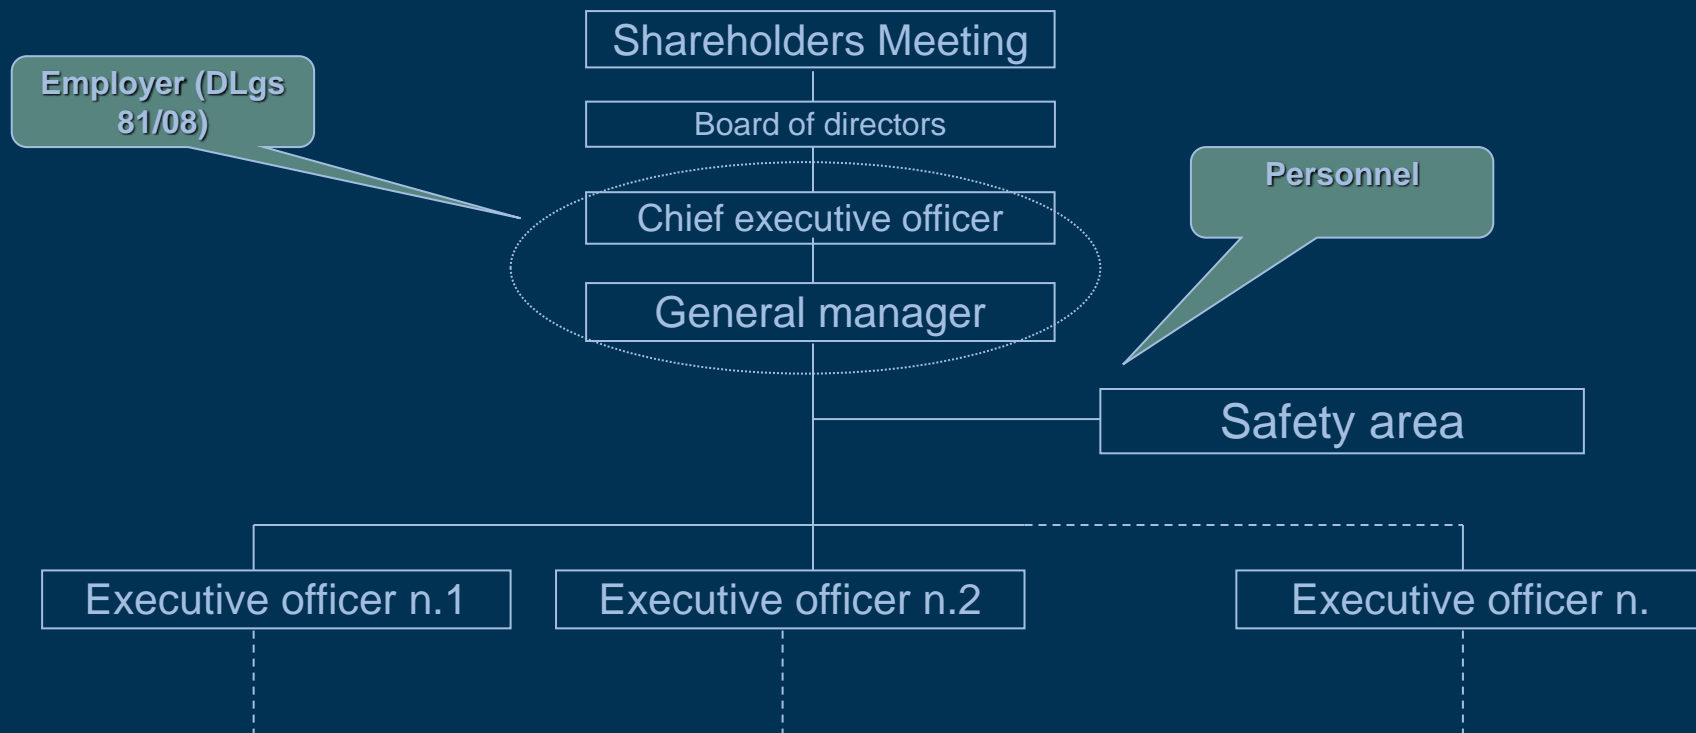 Shareholders Meeting
Employer (DLgs
81/08)
Board of directors
Personnel
Chief executive officer
General manager
Safety area
Executive officer n.1
Executive officer n.2
Executive officer n.